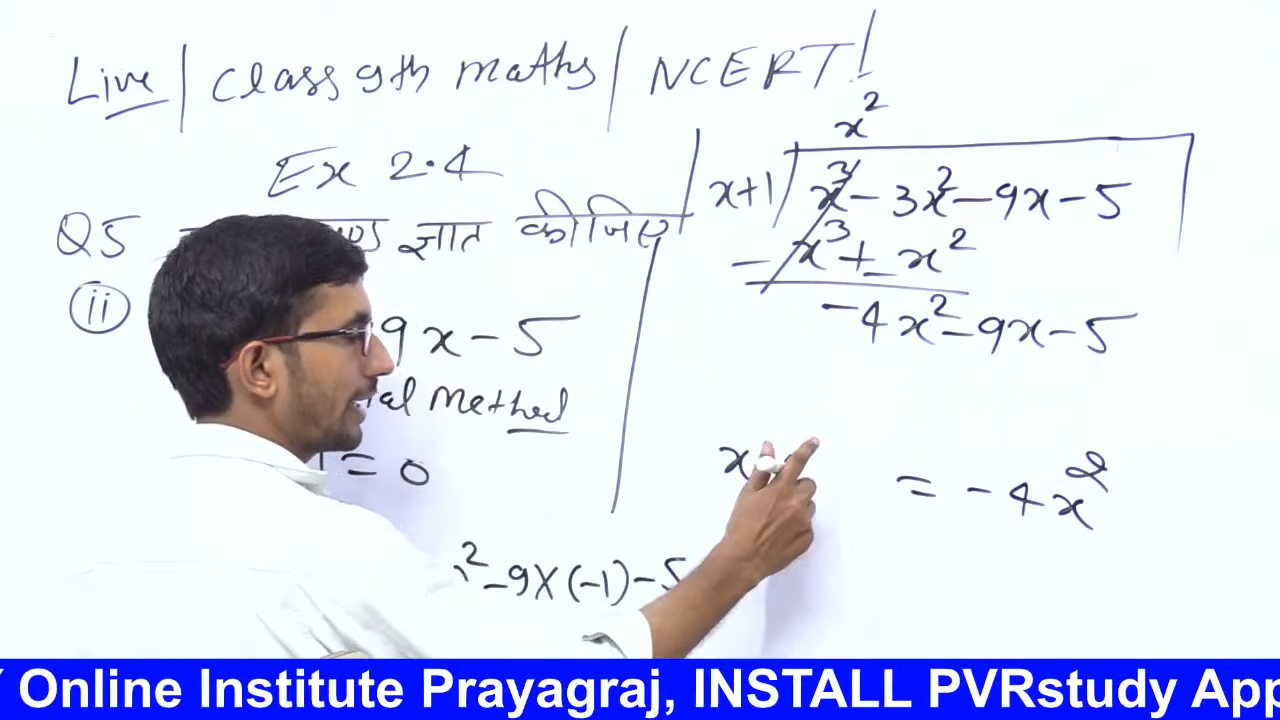 Live / Class 9th maths / NCERT!
Ex 2.4
Q5 ज्ञात कीजिए
ii
9x - 5
Method
= 0
² - 9 X (-1) - 5
x²
x+1 x³ - 3x² - 9x - 5
- x³ + x²
-
-4x² - 9x - 5
x = -4x²
Online Institute Prayagraj, INSTALL PVRstudy App